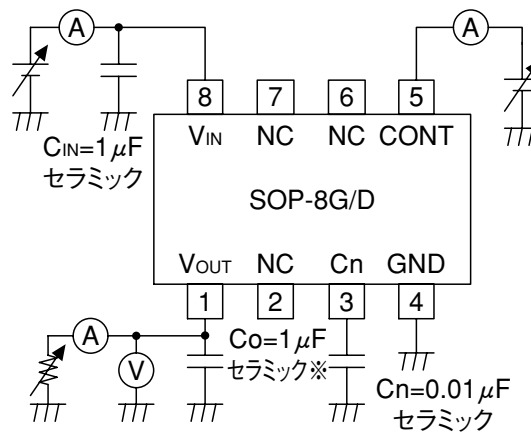 A
A
8 7 6 5
VIN NC NC CONT
CIN=1μF
セラミック
SOP-8G/D
VOUT NC Cn GND
1 2 3 4
A
V
Co=1μF
セラミック※
Cn=0.01μF
セラミック